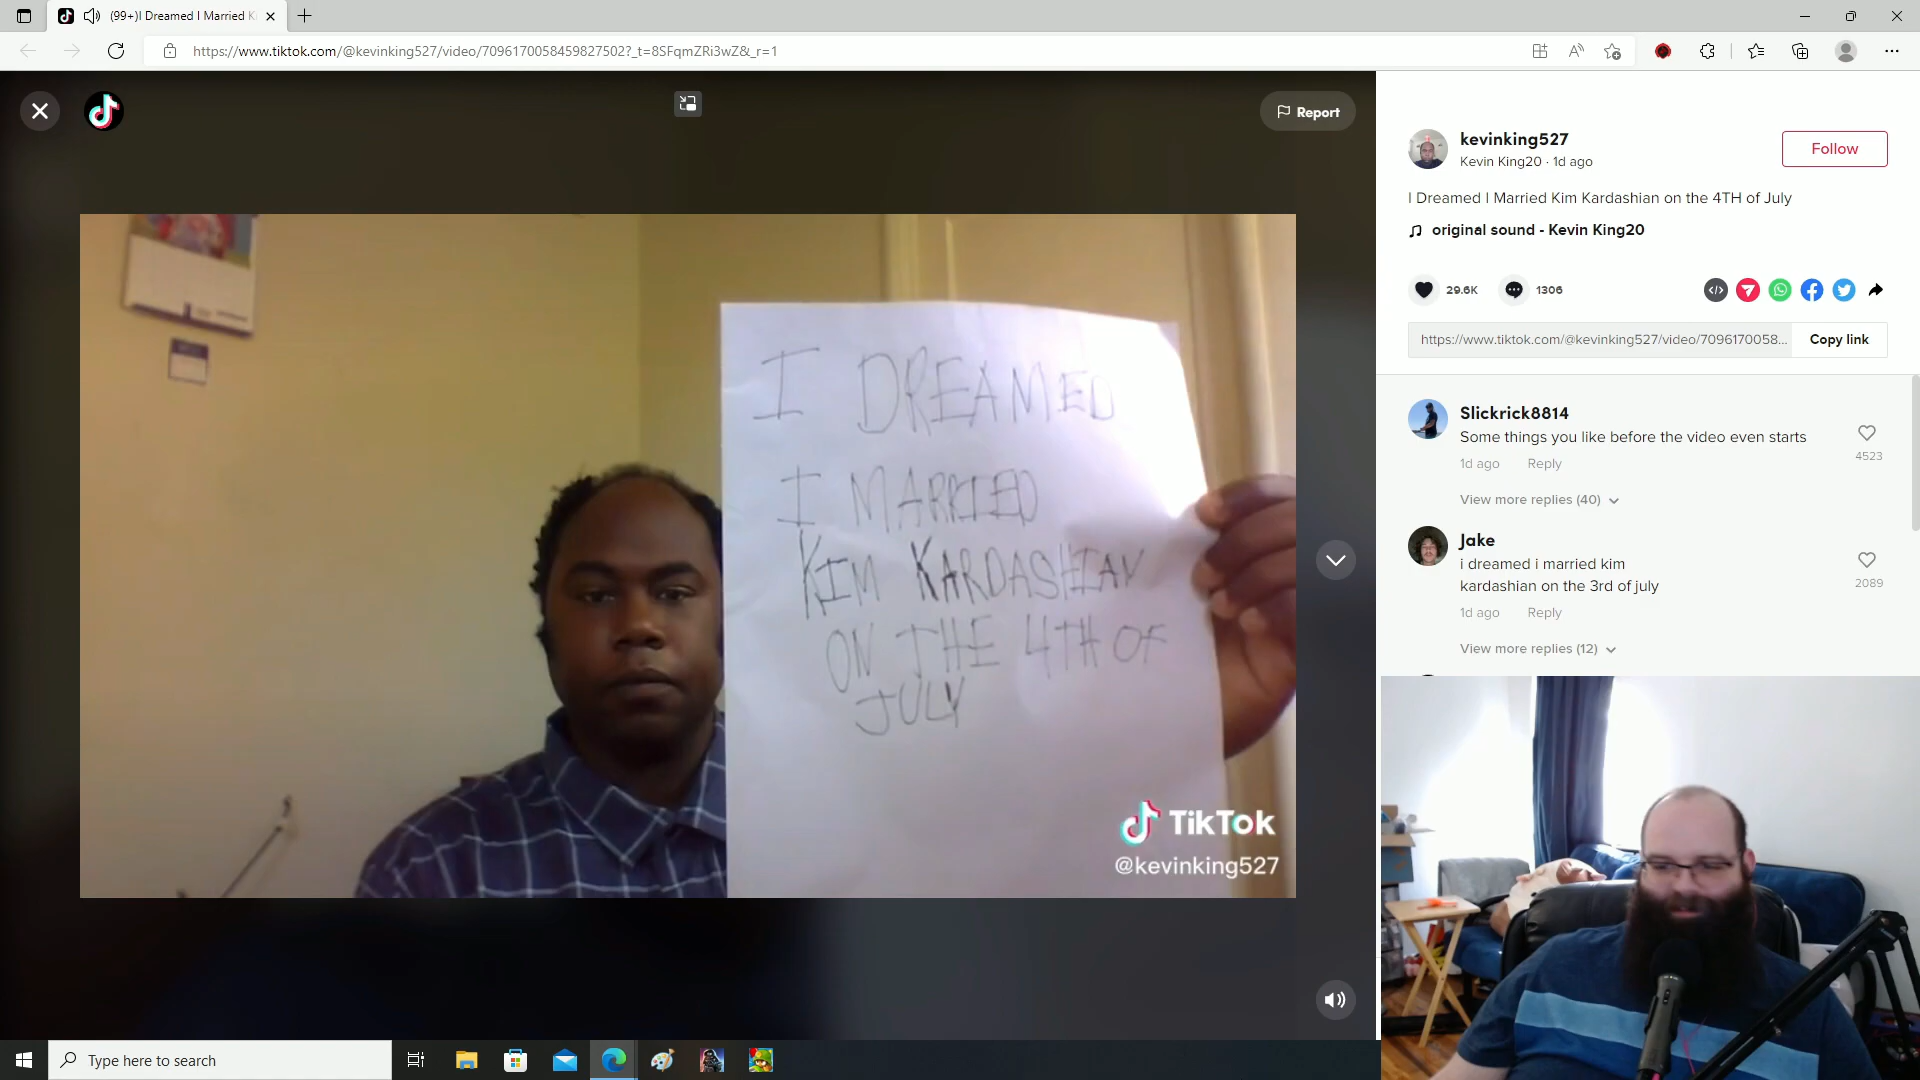 (99+)I Dreamed I Married K
https://www.tiktok.com/@kevinking527/video/7096170058459827502?_t=8SFqmZRi3wZ&_r=1
Report
I DREAMED
I MARRIED
KIM KARDASHIAN
ON THE 4TH OF
JULY
TikTok
@kevinking527
kevinking527
Kevin King20 · 1d ago
Follow
I Dreamed I Married Kim Kardashian on the 4TH of July
original sound - Kevin King20
29.6K
1306
https://www.tiktok.com/@kevinking527/video/7096170058...
Copy link
Slickrick8814
Some things you like before the video even starts
1d ago Reply
4523
View more replies (40)
Jake
i dreamed i married kim
kardashian on the 3rd of july
1d ago Reply
2089
View more replies (12)
Type here to search